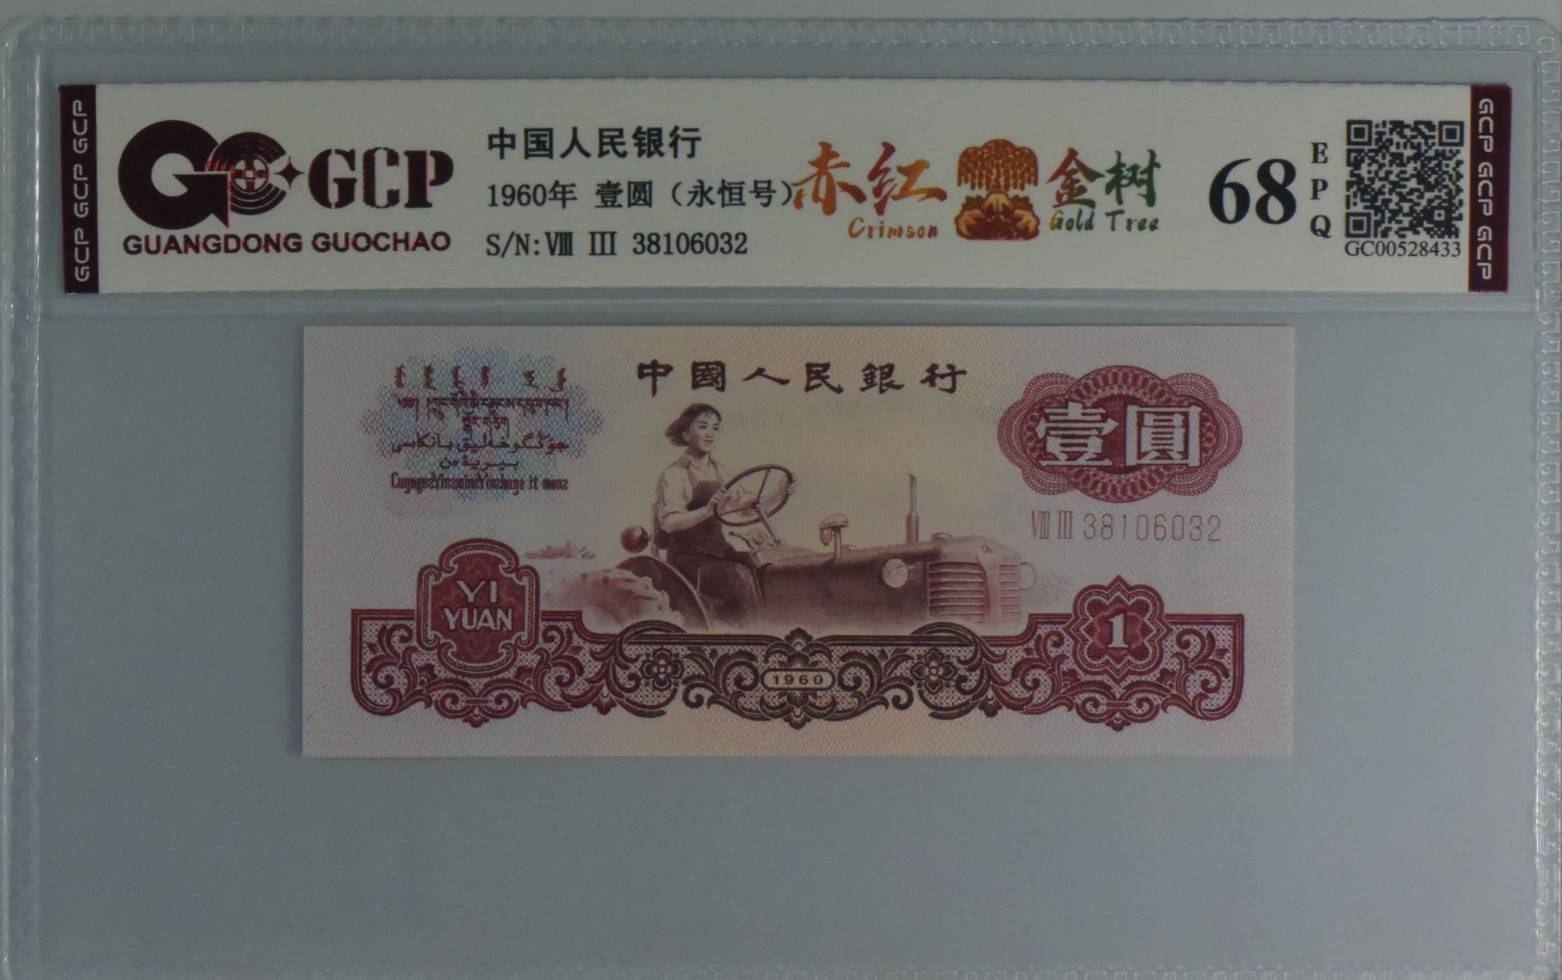 GCP GCP GCP
GCP
GUANGDONG GUOCHAO
中国人民银行
1960年 壹圆（永恒号）
S/N: Ⅷ Ⅲ 38106032
赤红 金树
Crimson Gold Tree
68
EPQ
GC00528433
GCP GCP GCP
中國人民銀行
壹圓
Ⅷ Ⅲ 38106032
YI
YUAN
1
1960